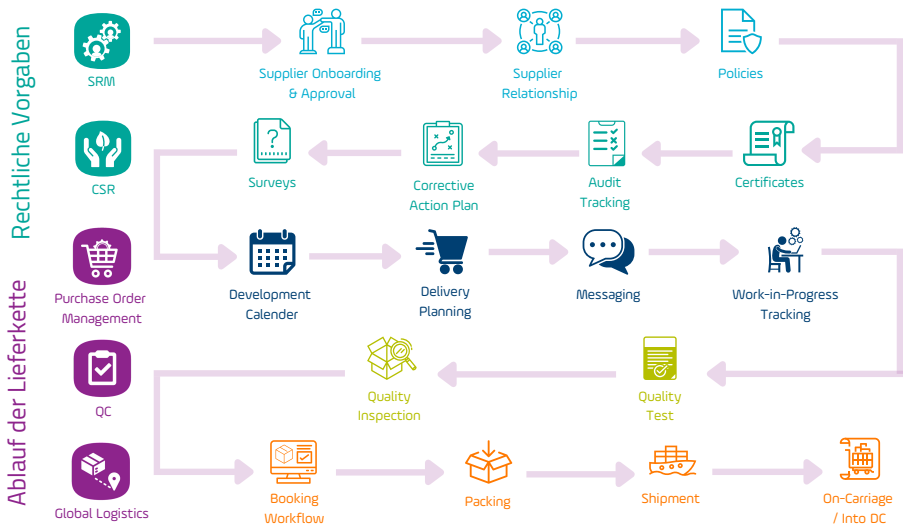 Rechtliche Vorgaben
SRM
Supplier Onboarding
& Approval
Supplier
Relationship
Policies
CSR
Surveys
Corrective
Action Plan
Audit
Tracking
Certificates
Ablauf der Lieferkette
Purchase Order
Management
Development
Calender
Delivery
Planning
Messaging
Work-in-Progress
Tracking
QC
Quality
Inspection
Quality
Test
Global Logistics
Booking
Workflow
Packing
Shipment
On-Carriage
/ Into DC